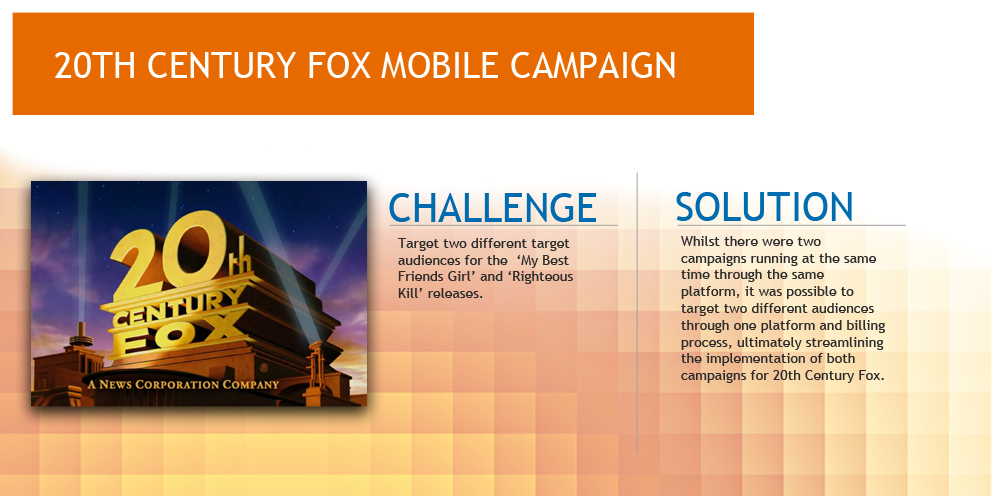 20TH CENTURY FOX MOBILE CAMPAIGN
20th
CENTURY
FOX
®
A NEWS CORPORATION COMPANY
CHALLENGE
Target two different target
audiences for the ‘My Best
Friends Girl’ and ‘Righteous
Kill’ releases.
SOLUTION
Whilst there were two
campaigns running at the same
time through the same
platform, it was possible to
target two different audiences
through one platform and billing
process, ultimately streamlining
the implementation of both
campaigns for 20th Century Fox.